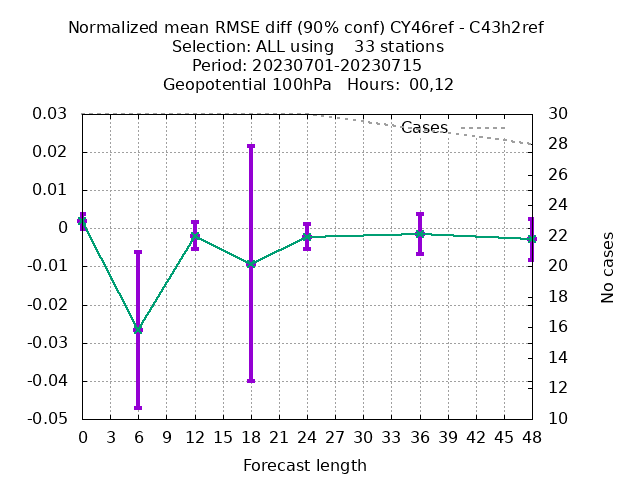 Normalized mean RMSE diff (90% conf) CY46ref - C43h2ref
Selection: ALL using    33 stations
Period: 20230701-20230715
Geopotential 100hPa   Hours:  00,12
Cases
0.03
0.02
0.01
0
-0.01
-0.02
-0.03
-0.04
-0.05
30
28
26
24
22
20
18
16
14
12
10
No cases
0 3 6 9 12 15 18 21 24 27 30 33 36 39 42 45 48
Forecast length